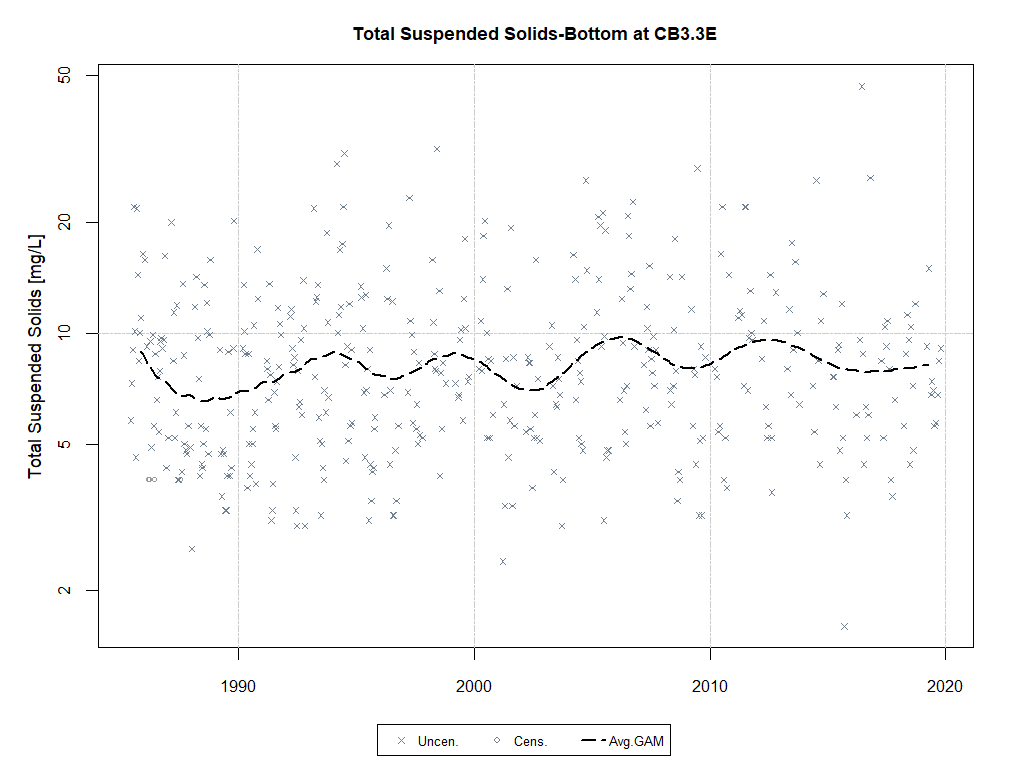 Total Suspended Solids-Bottom at CB3.3E
Total Suspended Solids [mg/L]
50
20
10
5
2
1990 2000 2010 2020
Uncen. Cens. Avg.GAM